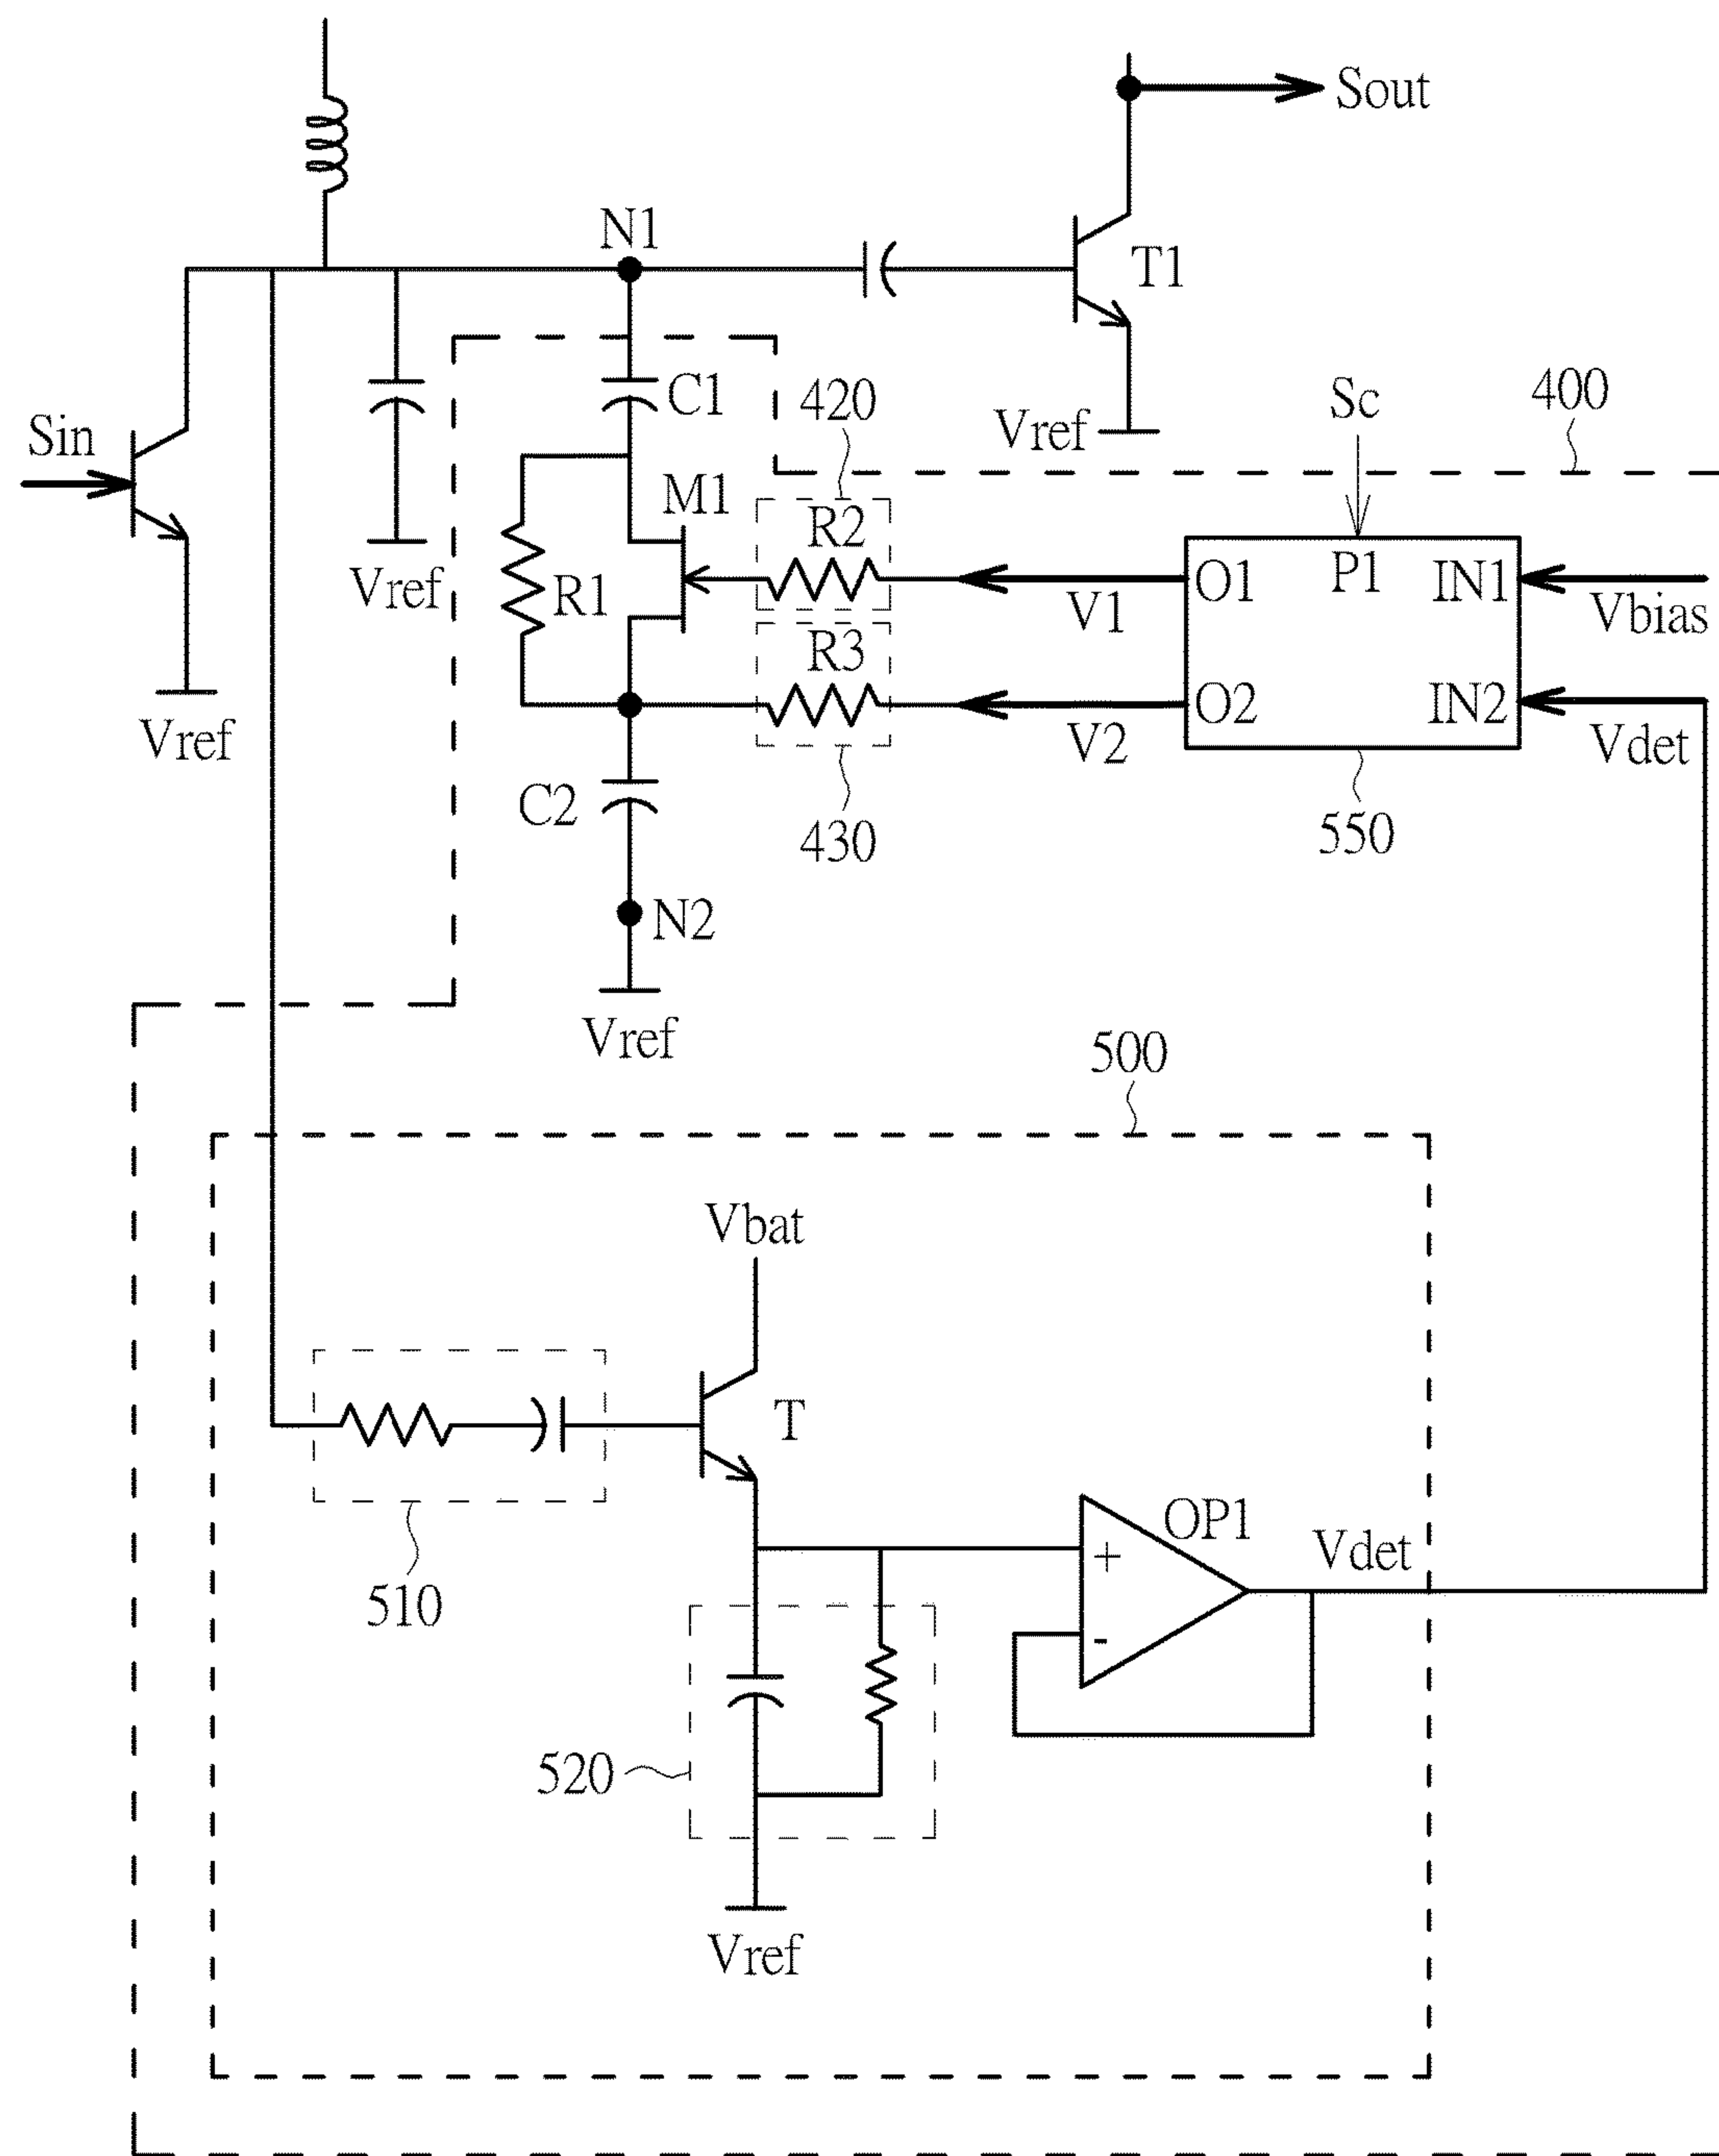 Sout
N1
T1
C1
420
Sc
400
Sin
Vref
M1
R2
O1
P1
IN1
Vref
R1
V1
Vbias
R3
O2
IN2
Vref
V2
Vdet
C2
430
550
N2
Vref
500
Vbat
T
OP1
+
Vdet
510
-
520
Vref